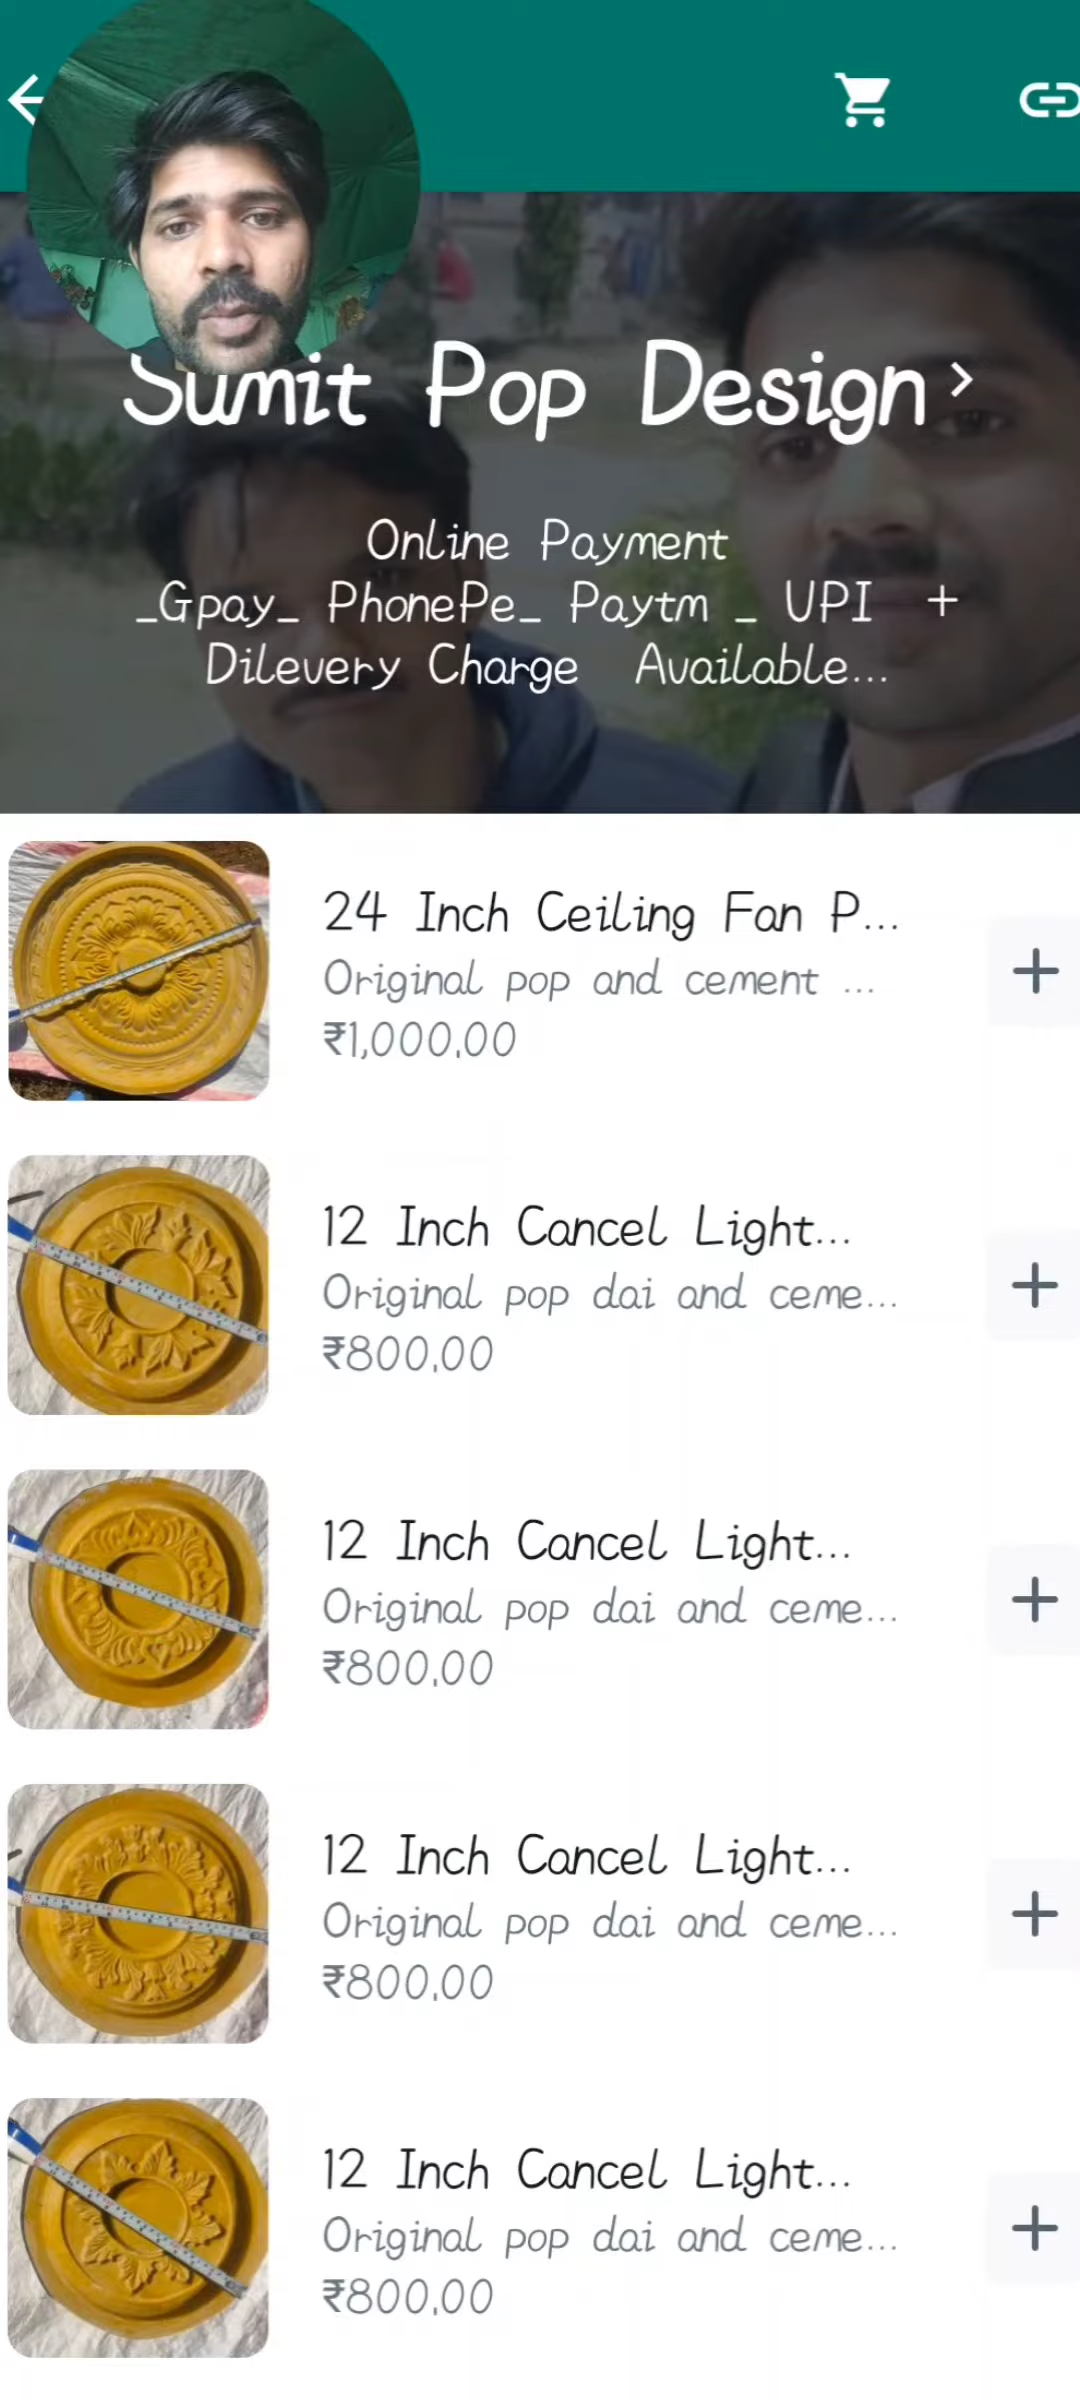 Sumit Pop Design
Online Payment
_Gpay_ PhonePe_ Paytm _ UPI +
Dilevery Charge Available...
24 Inch Ceiling Fan P...
Original pop and cement ...
₹1,000.00
12 Inch Cancel Light...
Original pop dai and ceme...
₹800.00
12 Inch Cancel Light...
Original pop dai and ceme...
₹800.00
12 Inch Cancel Light...
Original pop dai and ceme...
₹800.00
12 Inch Cancel Light...
Original pop dai and ceme...
₹800.00